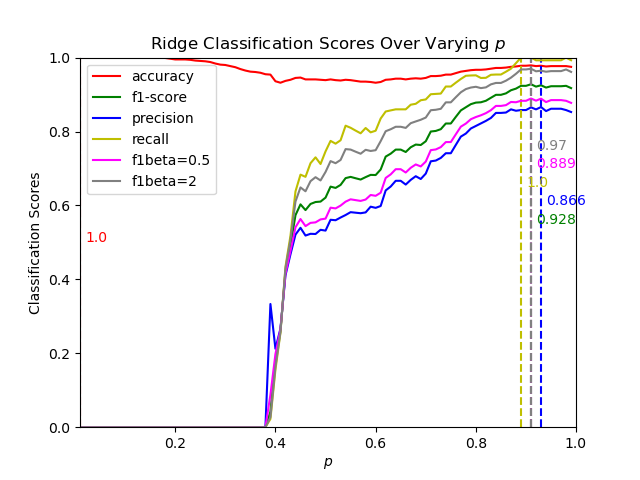 Ridge Classification Scores Over Varying p
Classification Scores
1.0
0.8
0.6
0.4
0.2
0.0
accuracy
f1-score
precision
recall
f1beta=0.5
f1beta=2
1.0
0.97
0.889
1.0
0.866
0.928
0.2
0.4
0.6
0.8
1.0
p